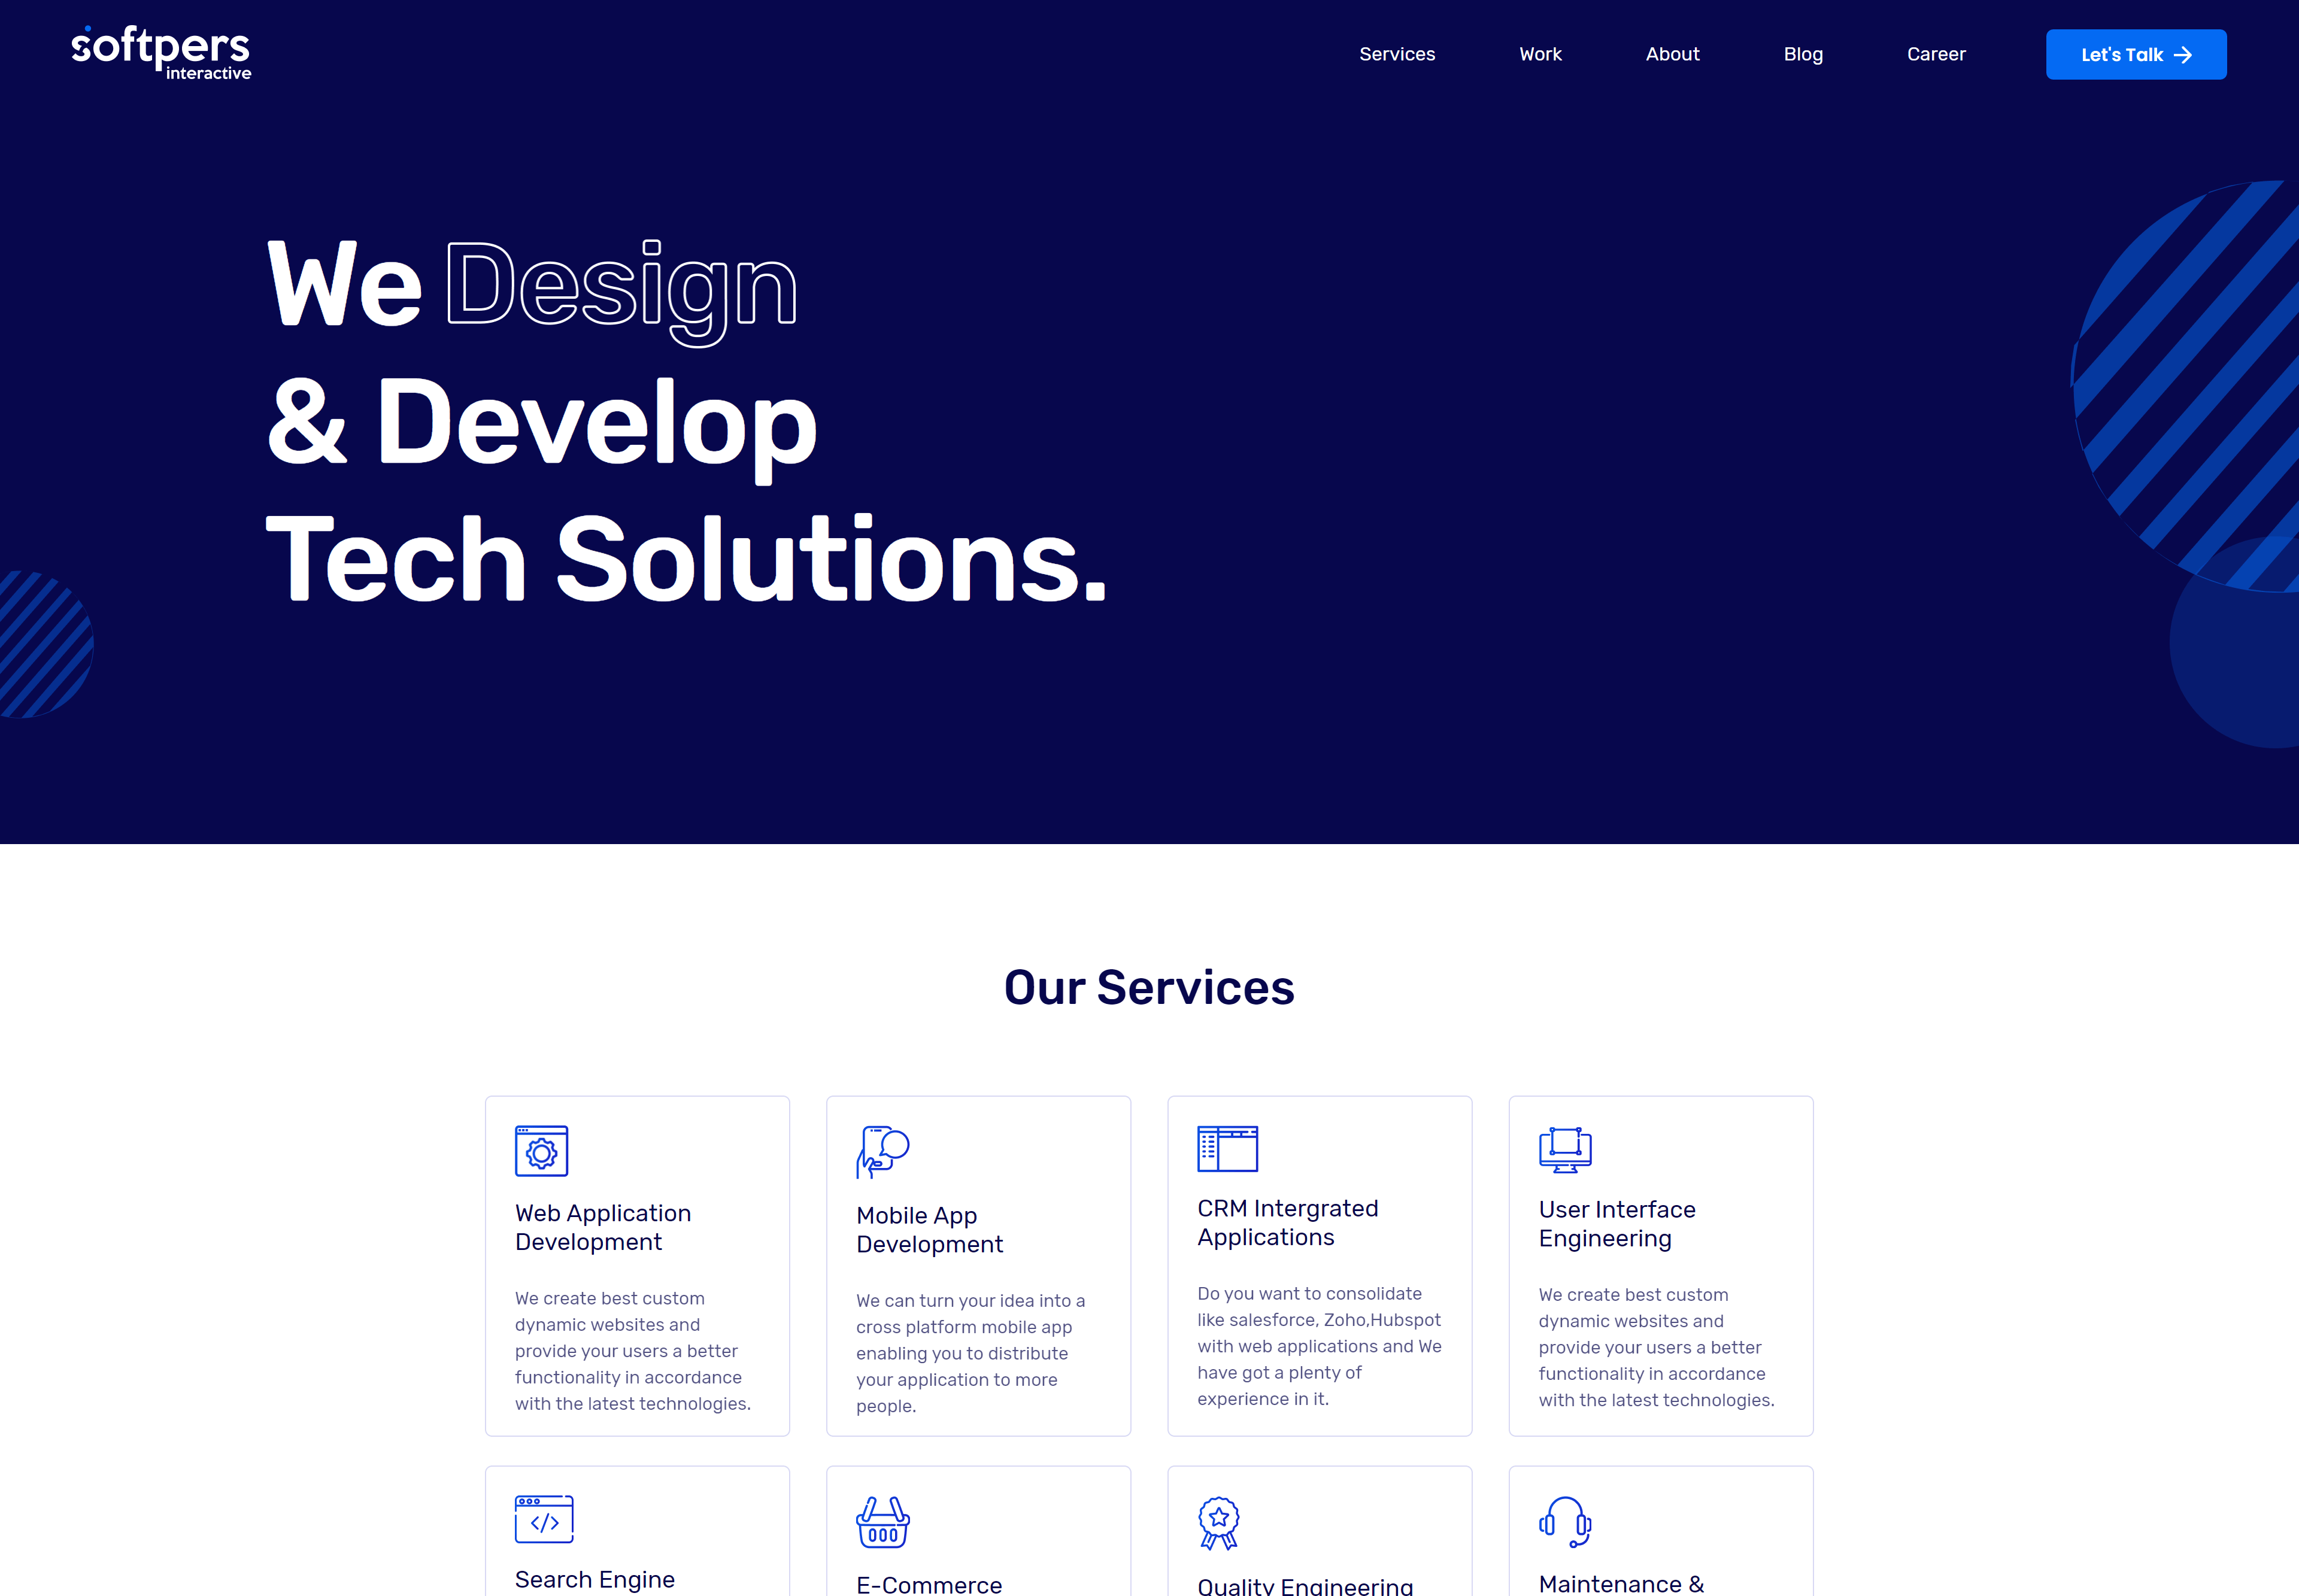 softpers
interactive
Services
Work
About
Blog
Career
Let's Talk
We Design
& Develop
Tech Solutions.
Our Services
Web Application
Development
We create best custom
dynamic websites and
provide your users a better
functionality in accordance
with the latest technologies.
Mobile App
Development
We can turn your idea into a
cross platform mobile app
enabling you to distribute
your application to more
people.
CRM Intergrated
Applications
Do you want to consolidate
like salesforce, Zoho,Hubspot
with web applications and We
have got a plenty of
experience in it.
User Interface
Engineering
We create best custom
dynamic websites and
provide your users a better
functionality in accordance
with the latest technologies.
Search Engine
E-Commerce
Quality Engineering
Maintenance &